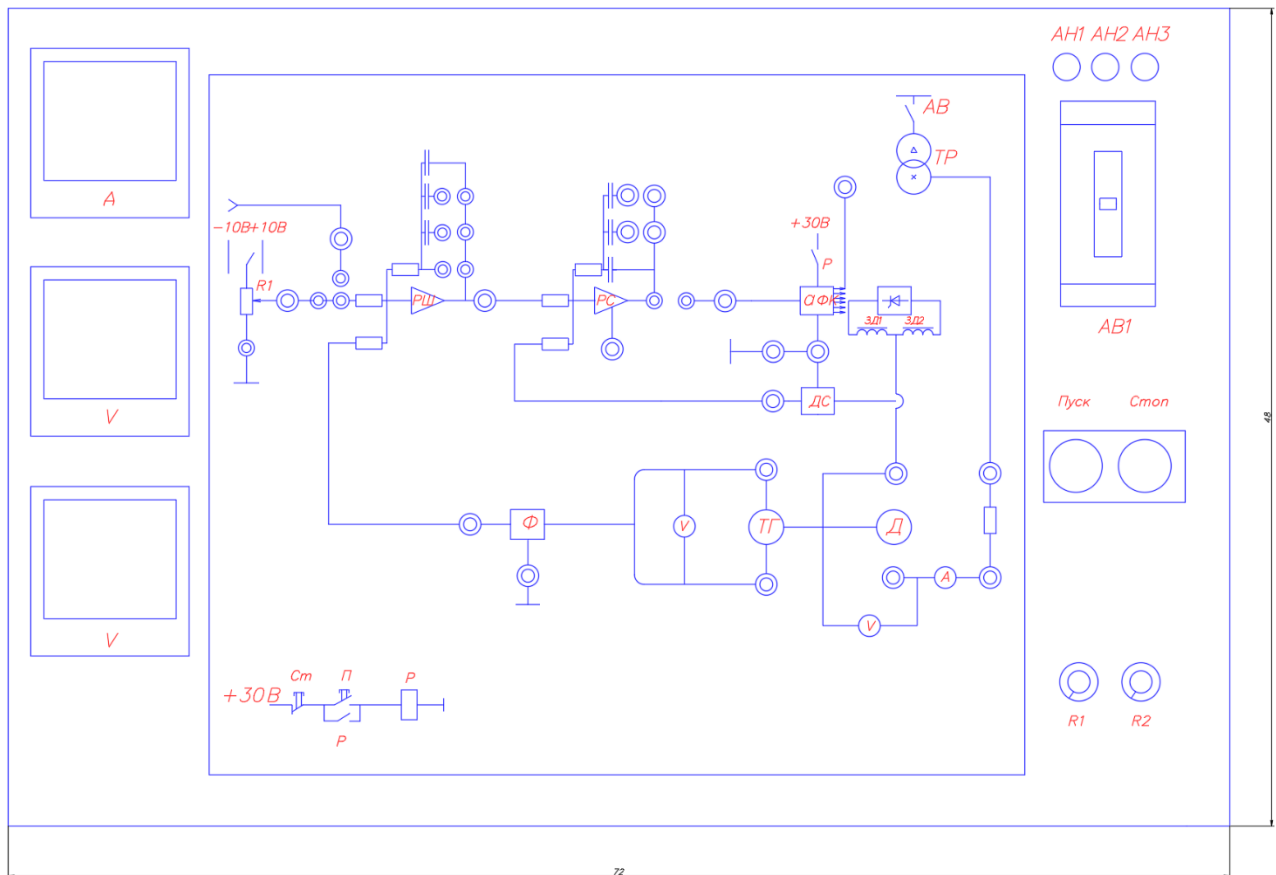 АН1 АН2 АН3
А
АВ
ТР
-10В+10В
+30В
Р
R1
РШ
РС
αФК
ЗД1
ЗД2
АВ1
V
ДС
Пуск
Стоп
48
Ф
V
ТГ
Д
А
V
V
Ст
П
Р
+30В
Р
R1
R2
72